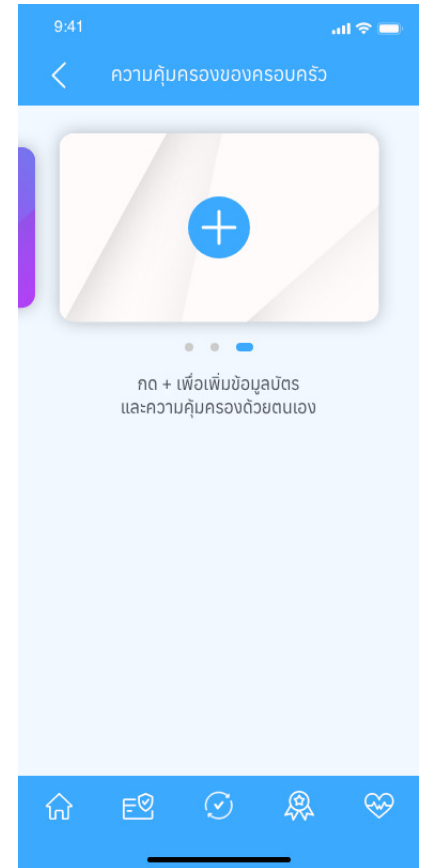 9:41
ความคุ้มครองของครอบครัว
กด + เพื่อเพิ่มข้อมูลบัตร
และความคุ้มครองด้วยตนเอง